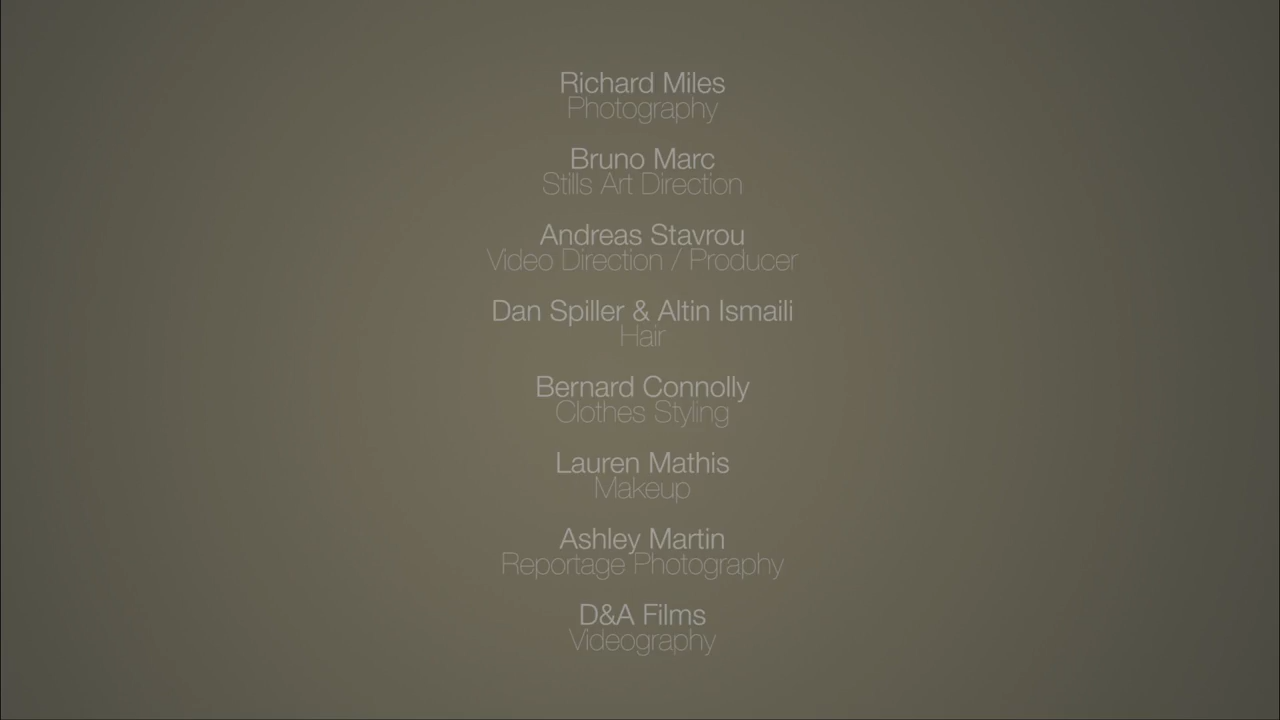 Richard Miles
Photography
Bruno Marc
Stills Art Direction
Andreas Stavrou
Video Direction / Producer
Dan Spiller & Altin Ismaili
Hair
Bernard Connolly
Clothes Styling
Lauren Mathis
Makeup
Ashley Martin
Reportage Photography
D&A Films
Videography